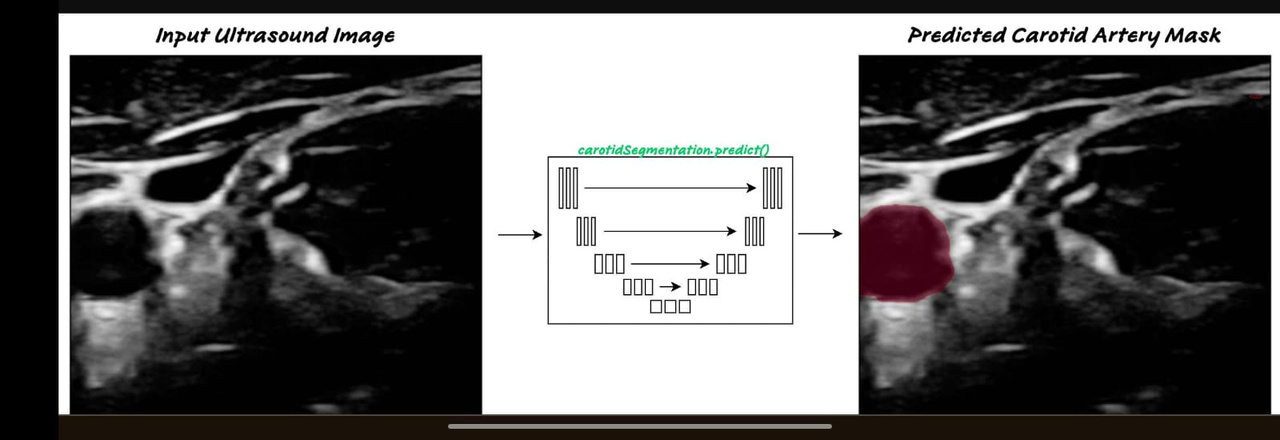 Input Ultrasound Image
Predicted Carotid Artery Mask
carotidSegmentation.predict()